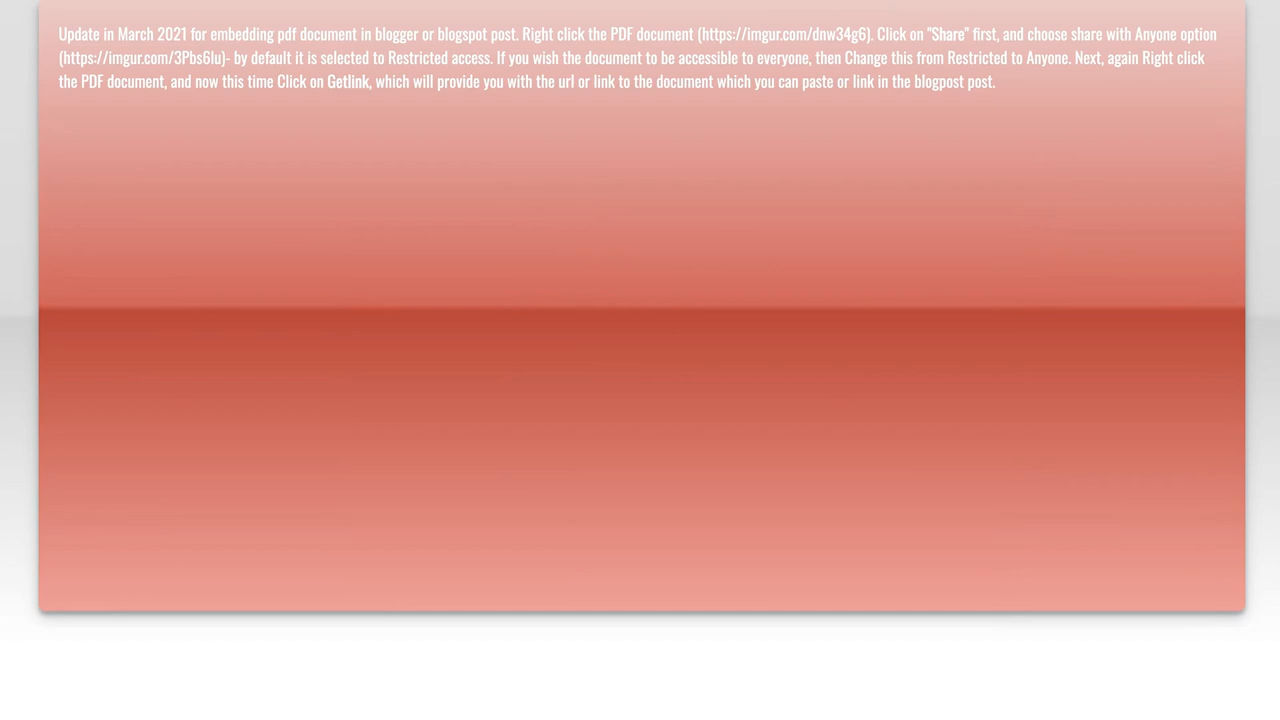 Update in March 2021 for embedding pdf document in blogger or blogspot post. Right click the PDF document (https://imgur.com/dnw34g6). Click on "Share" first, and choose share with Anyone option
(https://imgur.com/3Pbs6Iu)- by default it is selected to Restricted access. If you wish the document to be accessible to everyone, then Change this from Restricted to Anyone. Next, again Right click
the PDF document, and now this time Click on Getlink, which will provide you with the url or link to the document which you can paste or link in the blogpost post.